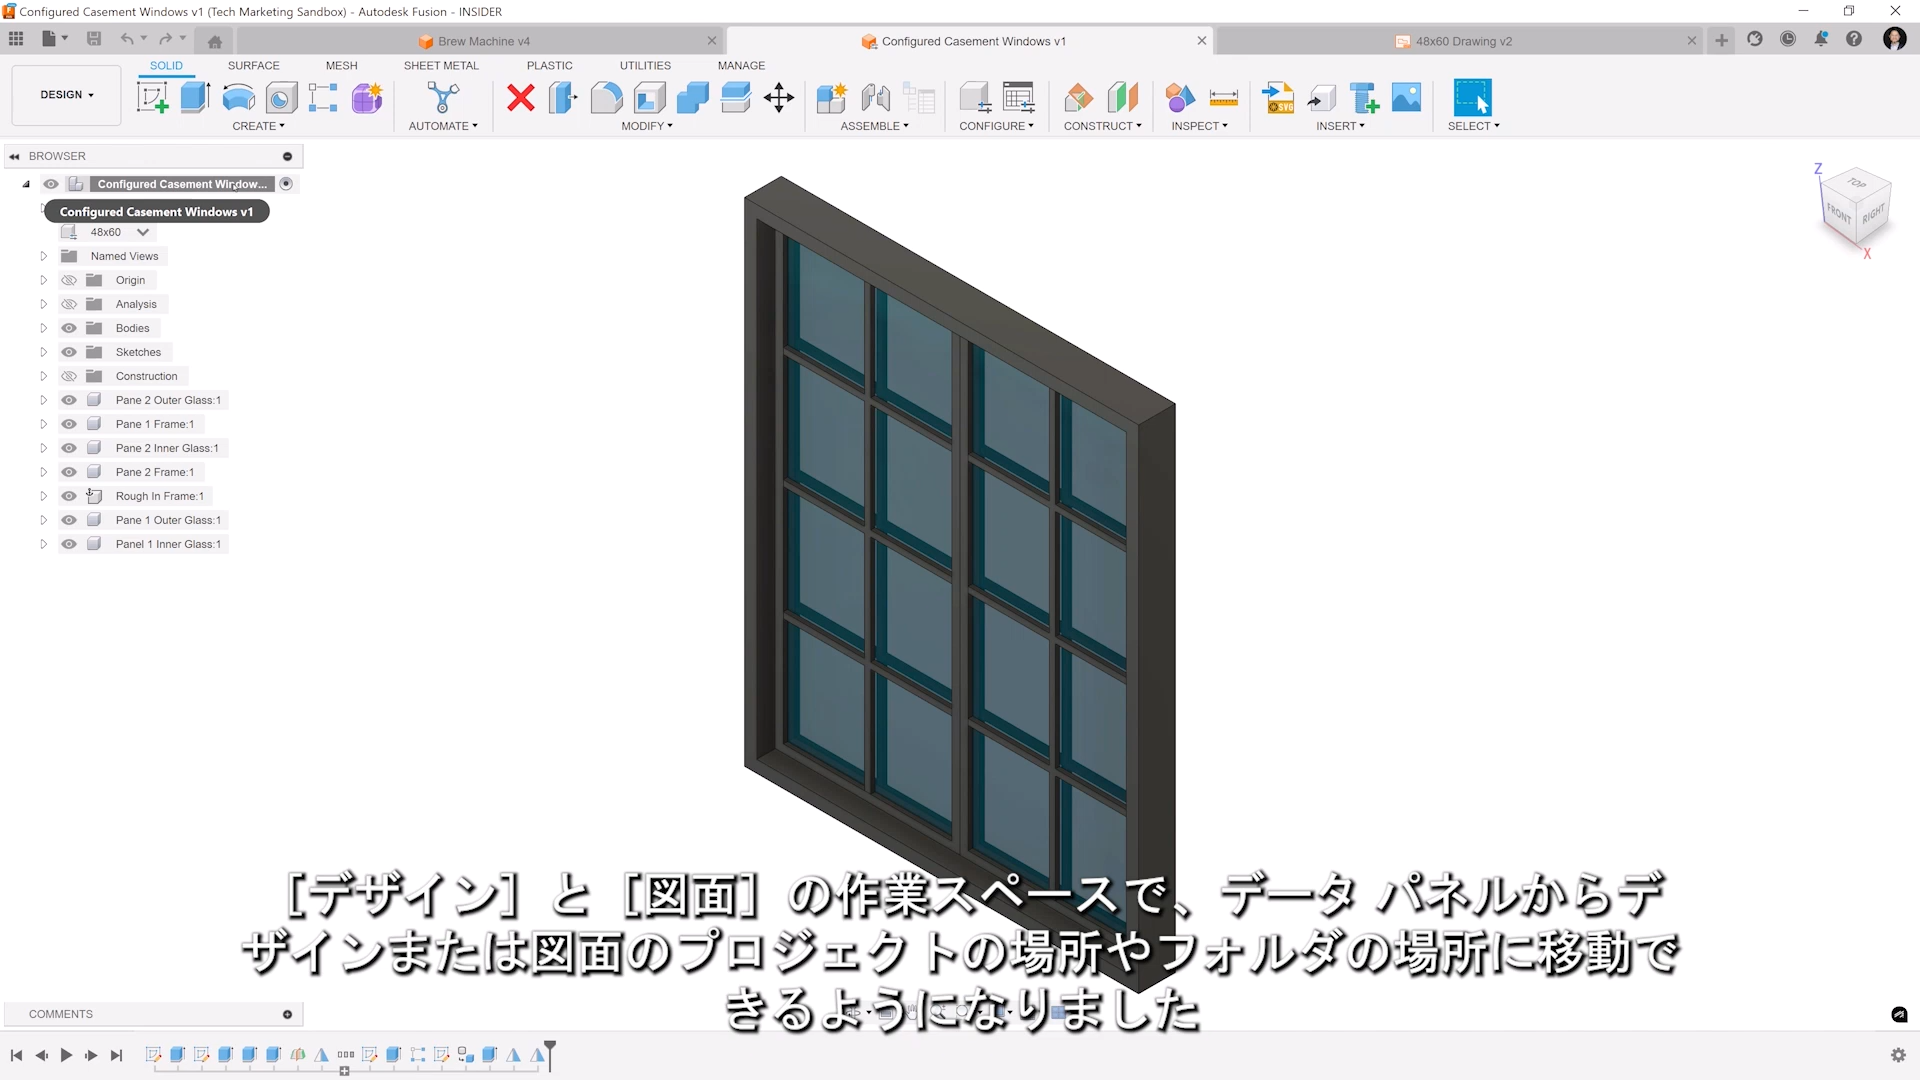 Configured Casement Windows v1 (Tech Marketing Sandbox) - Autodesk Fusion - INSIDER
Brew Machine v4
Configured Casement Windows v1
48x60 Drawing v2
DESIGN
SOLID SURFACE MESH SHEET METAL PLASTIC UTILITIES MANAGE
CREATE AUTOMATE MODIFY ASSEMBLE CONFIGURE CONSTRUCT INSPECT INSERT SELECT
BROWSER
Configured Casement Window...
Configured Casement Windows v1
48x60
Named Views
Origin
Analysis
Bodies
Sketches
Construction
Pane 2 Outer Glass:1
Pane 1 Frame:1
Pane 2 Inner Glass:1
Pane 2 Frame:1
Rough In Frame:1
Pane 1 Outer Glass:1
Panel 1 Inner Glass:1
Z
TOP
FRONT
RIGHT
X
SVG
［デザイン］と［図面］の作業スペースで、データ パネルからデ
ザインまたは図面のプロジェクトの場所やフォルダの場所に移動で
きるようになりました
COMMENTS